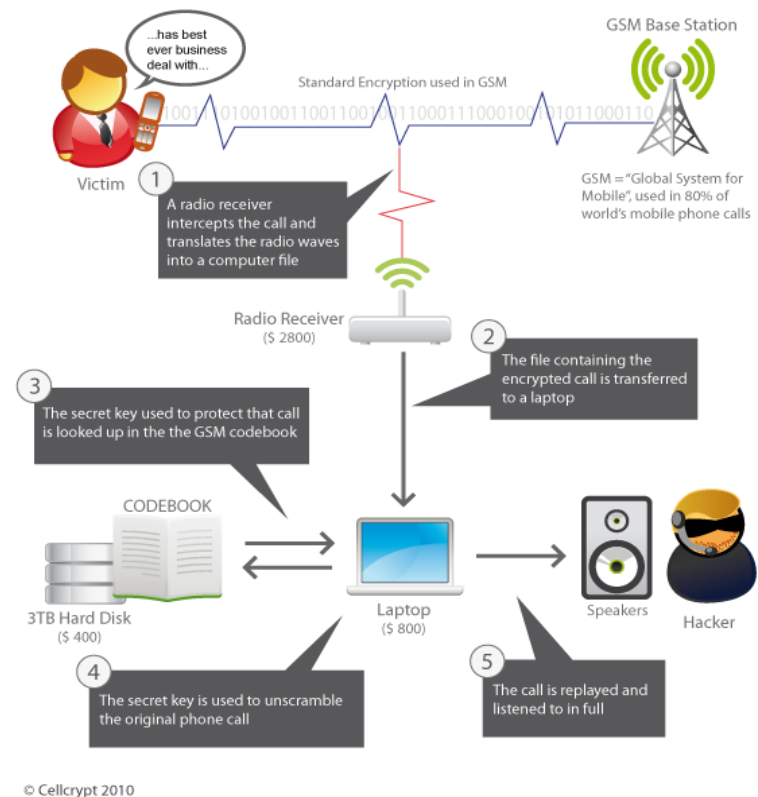 ...has best
ever business
deal with...
GSM Base Station
Standard Encryption used in GSM
Victim
GSM = "Global System for
Mobile", used in 80% of
world's mobile phone calls
1
A radio receiver
intercepts the call and
translates the radio waves
into a computer file
Radio Receiver
($ 2800)
2
The file containing the
encrypted call is transferred
to a laptop
3
The secret key used to protect that call
is looked up in the the GSM codebook
CODEBOOK
3TB Hard Disk
($ 400)
Laptop
($ 800)
Speakers
Hacker
4
The secret key is used to unscramble
the original phone call
5
The call is replayed and
listened to in full
© Cellcrypt 2010